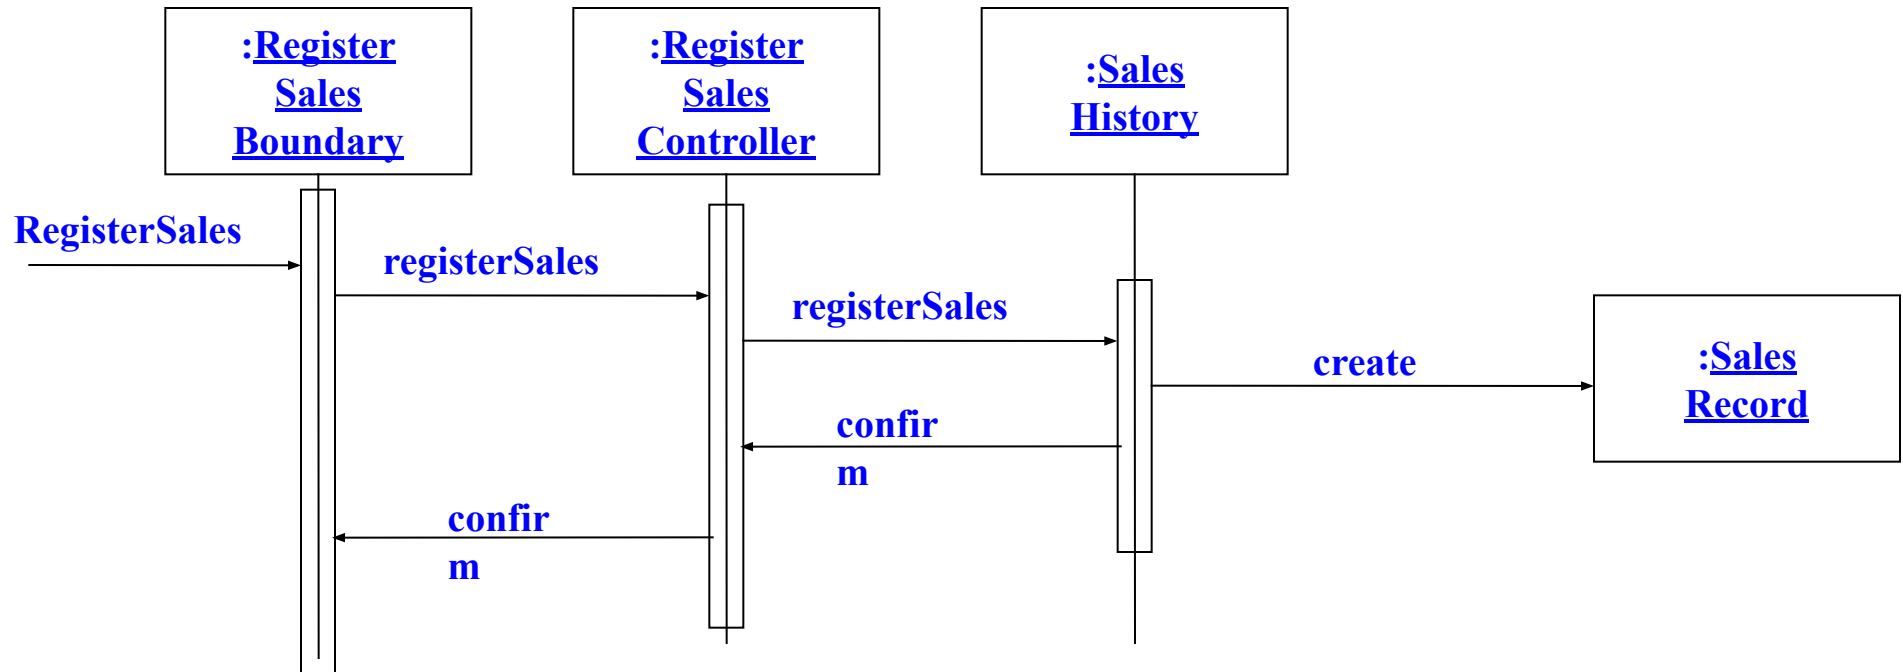 :Register
Sales
Boundary
:Register
Sales
Controller
:Sales
History
RegisterSales
registerSales
registerSales
create
:Sales
Record
confir
m
confir
m